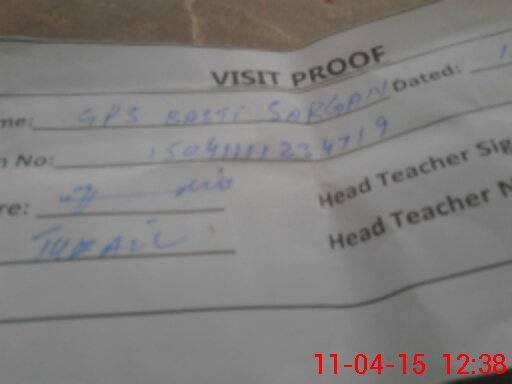 VISIT PROOF
me: GPS BASTI SARGANI Dated:
n No: 15041111234719
re:
Head Teacher Sig
TUFAIL
Head Teacher N
11-04-15 12:38